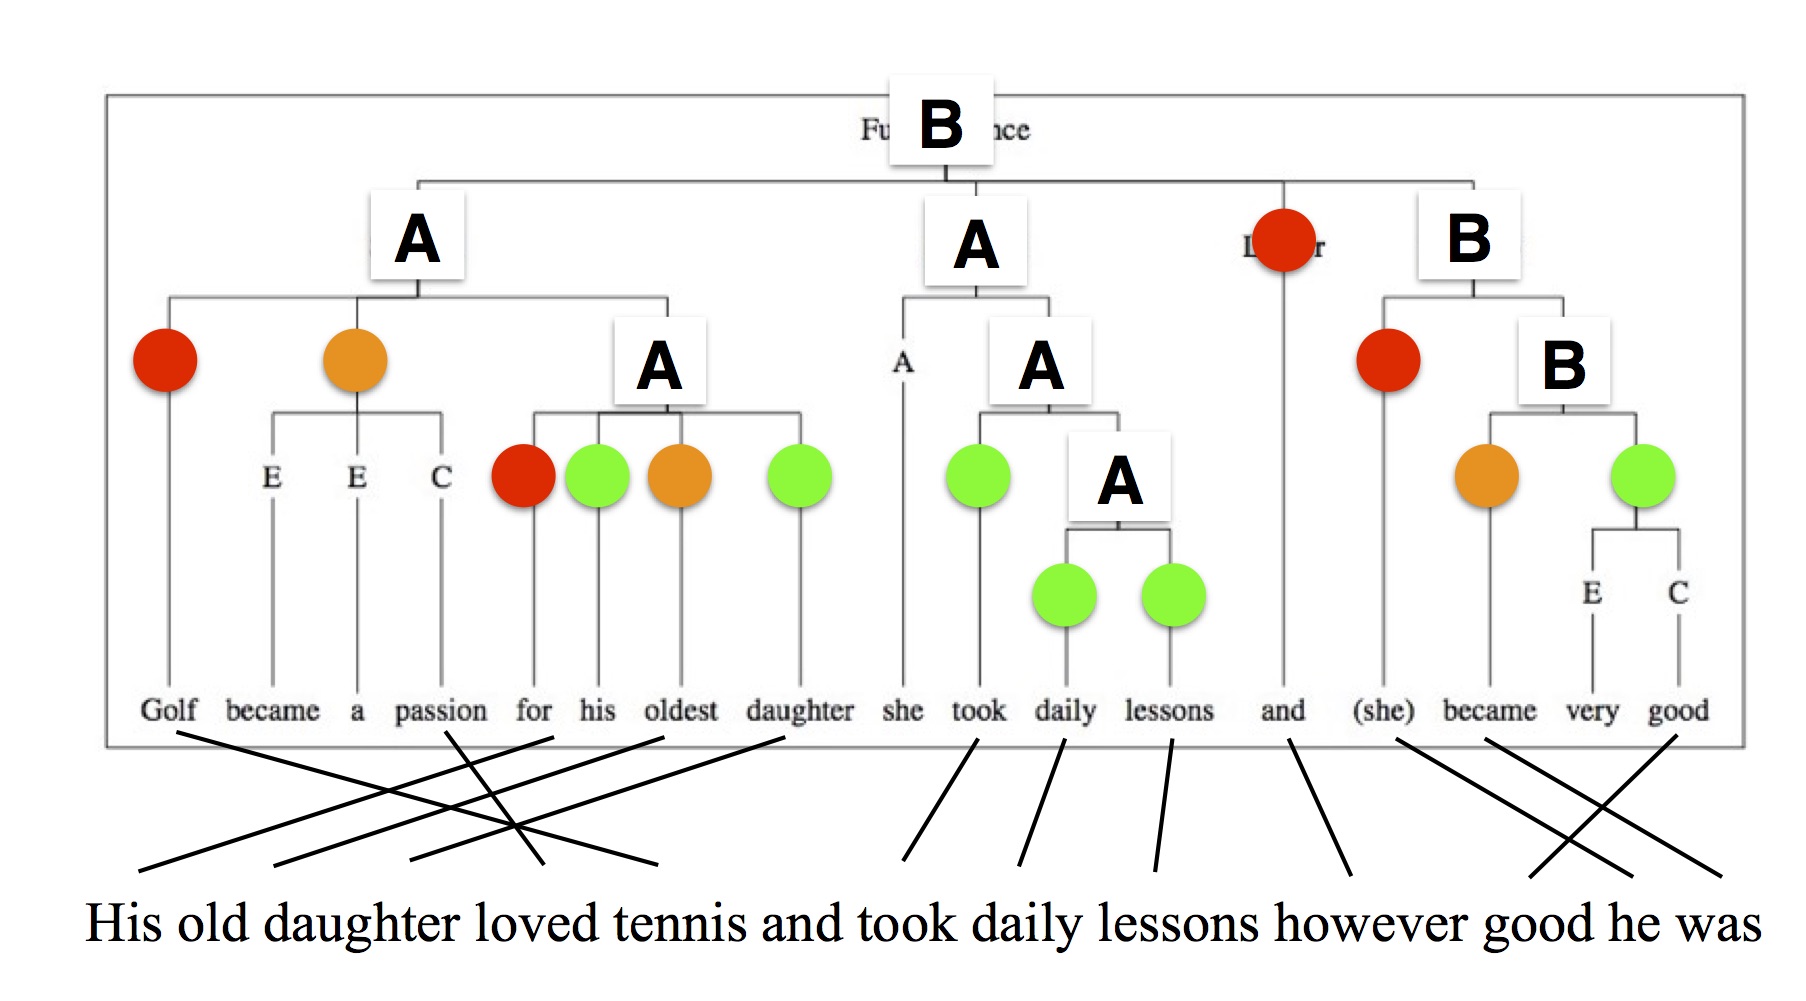 B
Fu nce
A A L r B
A A A B
E E C A
E C
Golf became a passion for his oldest daughter she took daily lessons and (she) became very good
His old daughter loved tennis and took daily lessons however good he was